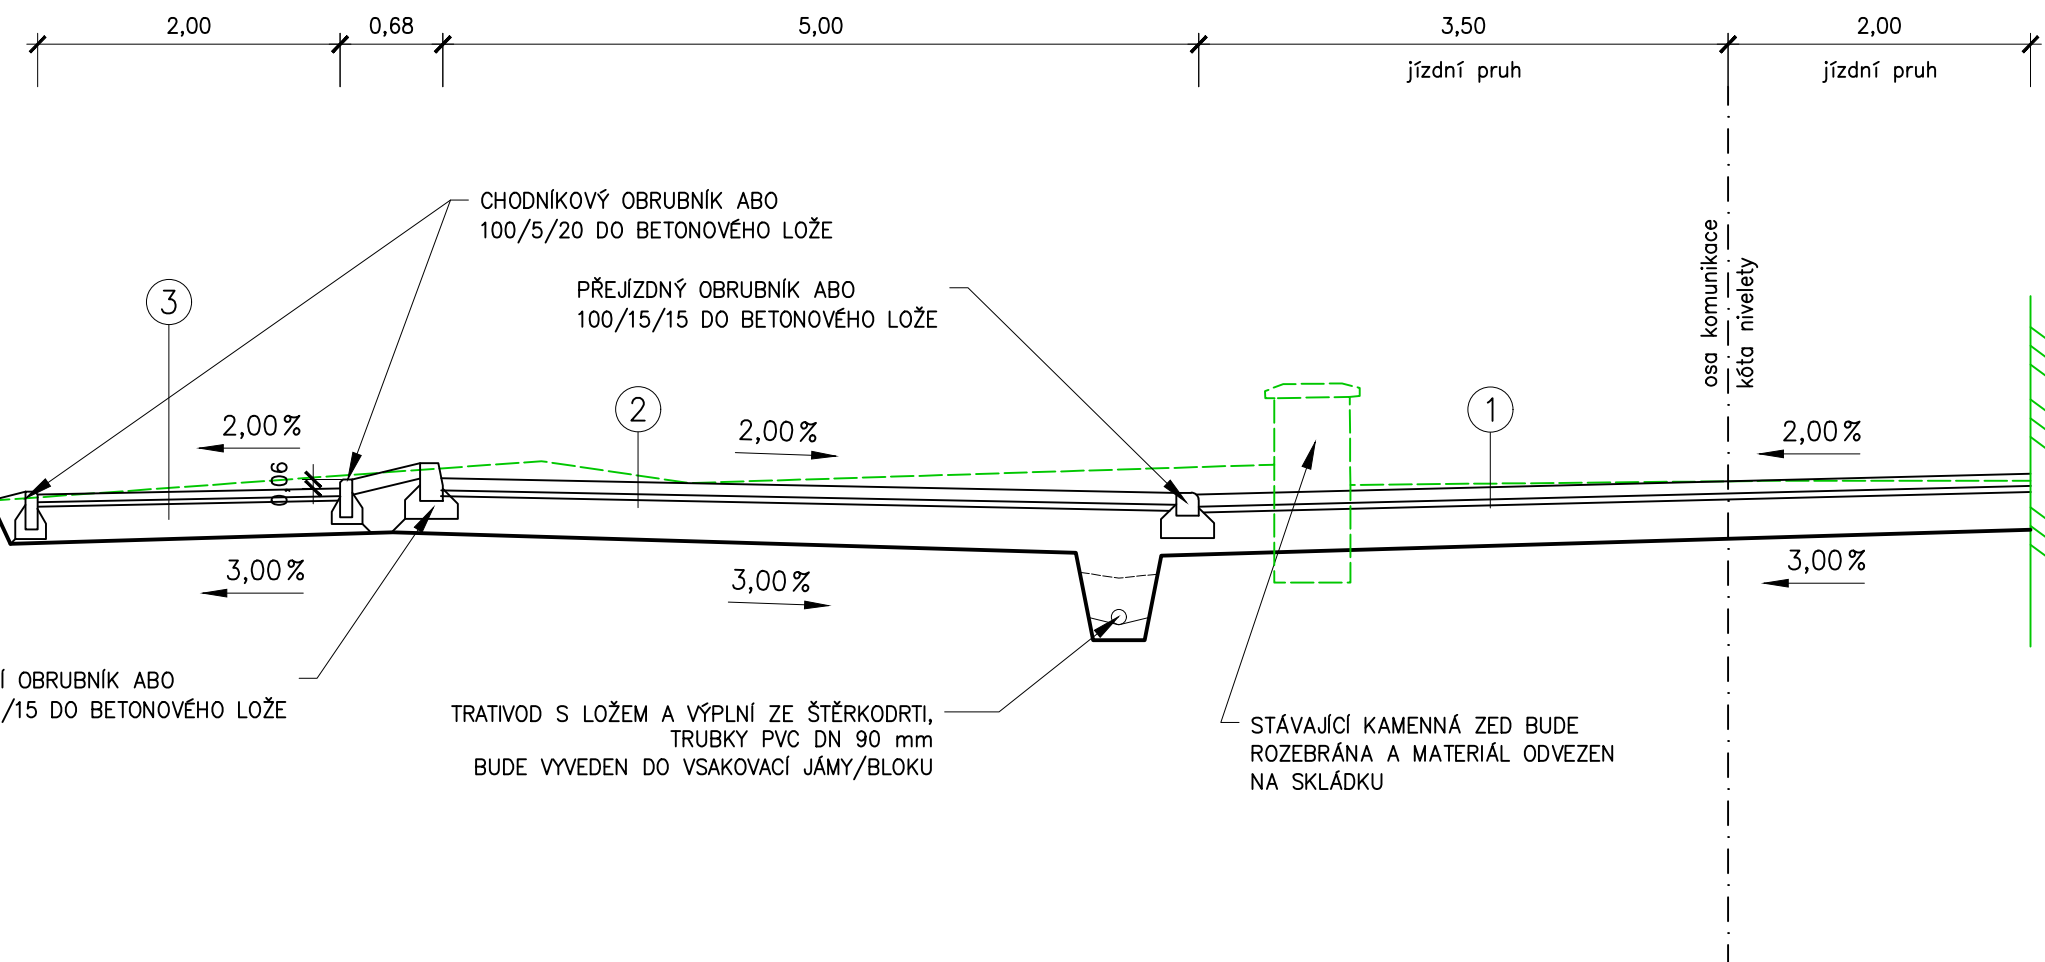 2,00
0,68
5,00
3,50
2,00
jízdní pruh
jízdní pruh
CHODNÍKOVÝ OBRUBNÍK ABO
100/5/20 DO BETONOVÉHO LOŽE
PŘEJÍZDNÝ OBRUBNÍK ABO
100/15/15 DO BETONOVÉHO LOŽE
osa komunikace
kóta nivelety
3
2
1
2,00%
2,00%
2,00%
0,06
3,00%
3,00%
3,00%
Í OBRUBNÍK ABO
/15 DO BETONOVÉHO LOŽE
TRATIVOD S LOŽEM A VÝPLNÍ ZE ŠTĚRKODRTI,
TRUBKY PVC DN 90 mm
BUDE VYVEDEN DO VSAKOVACÍ JÁMY/BLOKU
STÁVAJÍCÍ KAMENNÁ ZED BUDE
ROZEBRÁNA A MATERIÁL ODVEZEN
NA SKLÁDKU